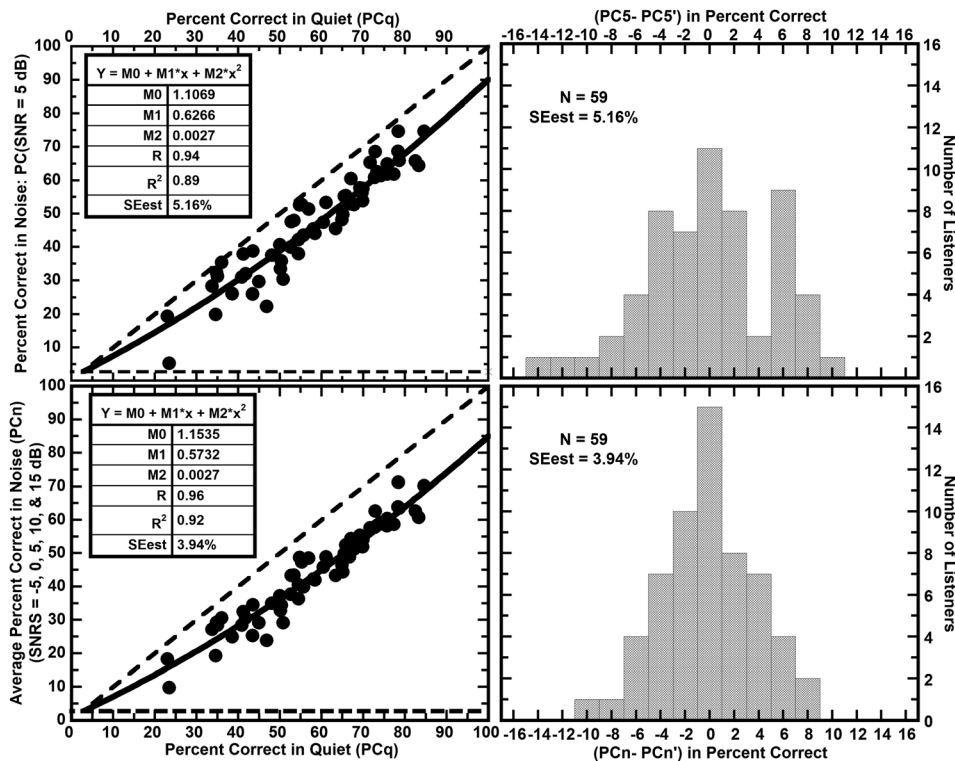 Percent Correct in Quiet (PCq)
0 10 20 30 40 50 60 70 80 90
Percent Correct in Noise: PC(SNR = 5 dB)
100
90
80
70
60
50
40
30
20
10
0
Y = M0 + M1*x + M2*x²
M0 1.1069
M1 0.6266
M2 0.0027
R 0.94
R² 0.89
SEest 5.16%
(PC5- PC5') in Percent Correct
-16 -14 -12 -10 -8 -6 -4 -2 0 2 4 6 8 10 12 14 16
N = 59
SEest = 5.16%
16
14
12
10
8
6
4
2
Number of Listeners
Average Percent Correct in Noise (PCn)
(SNRS = -5, 0, 5, 10, & 15 dB)
100
90
80
70
60
50
40
30
20
10
0
Y = M0 + M1*x + M2*x²
M0 1.1535
M1 0.5732
M2 0.0027
R 0.96
R² 0.92
SEest 3.94%
0 10 20 30 40 50 60 70 80 90 100
Percent Correct in Quiet (PCq)
N = 59
SEest = 3.94%
16
14
12
10
8
6
4
2
0
Number of Listeners
-16 -14 -12 -10 -8 -6 -4 -2 0 2 4 6 8 10 12 14 16
(PCn- PCn') in Percent Correct